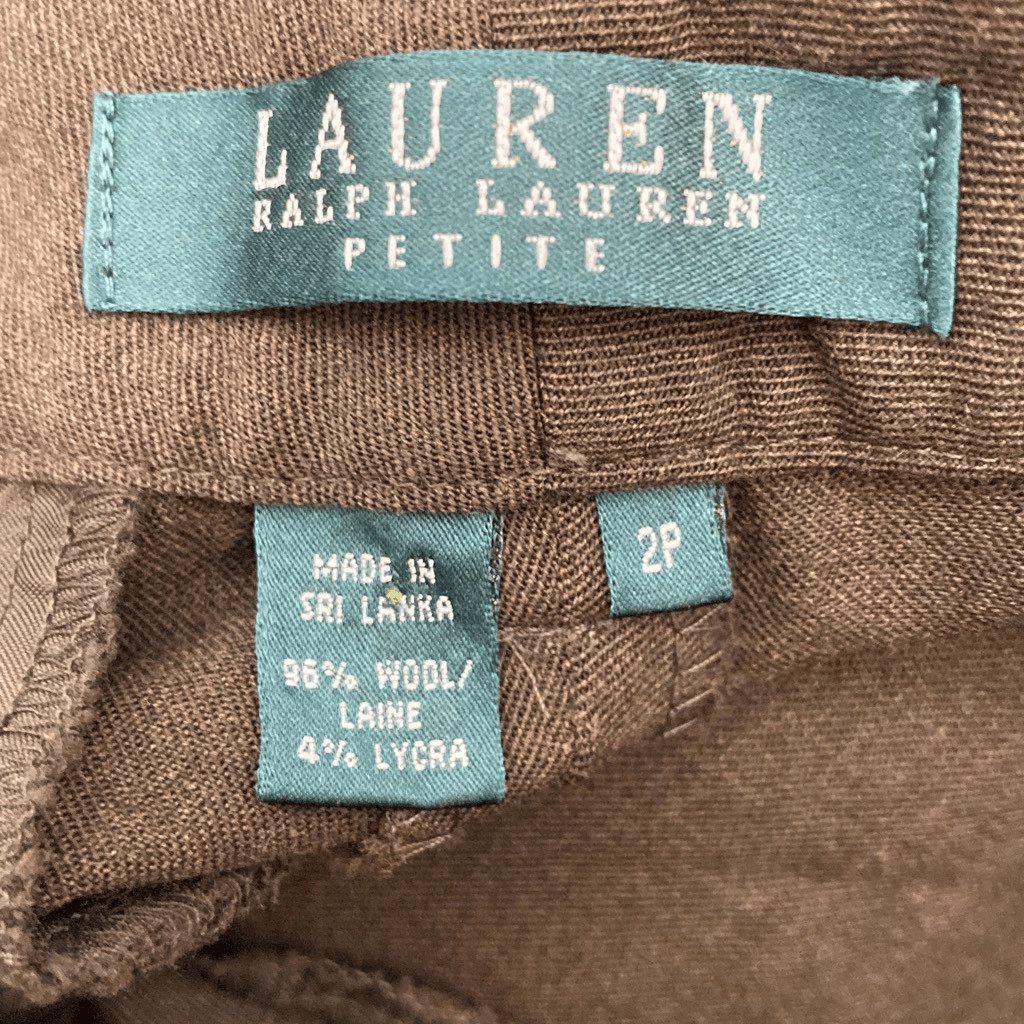 LAUREN
RALPH LAUREN
PETITE
MADE IN
SRI LANKA
96% WOOL/
LAINE
4% LYCRA
2P